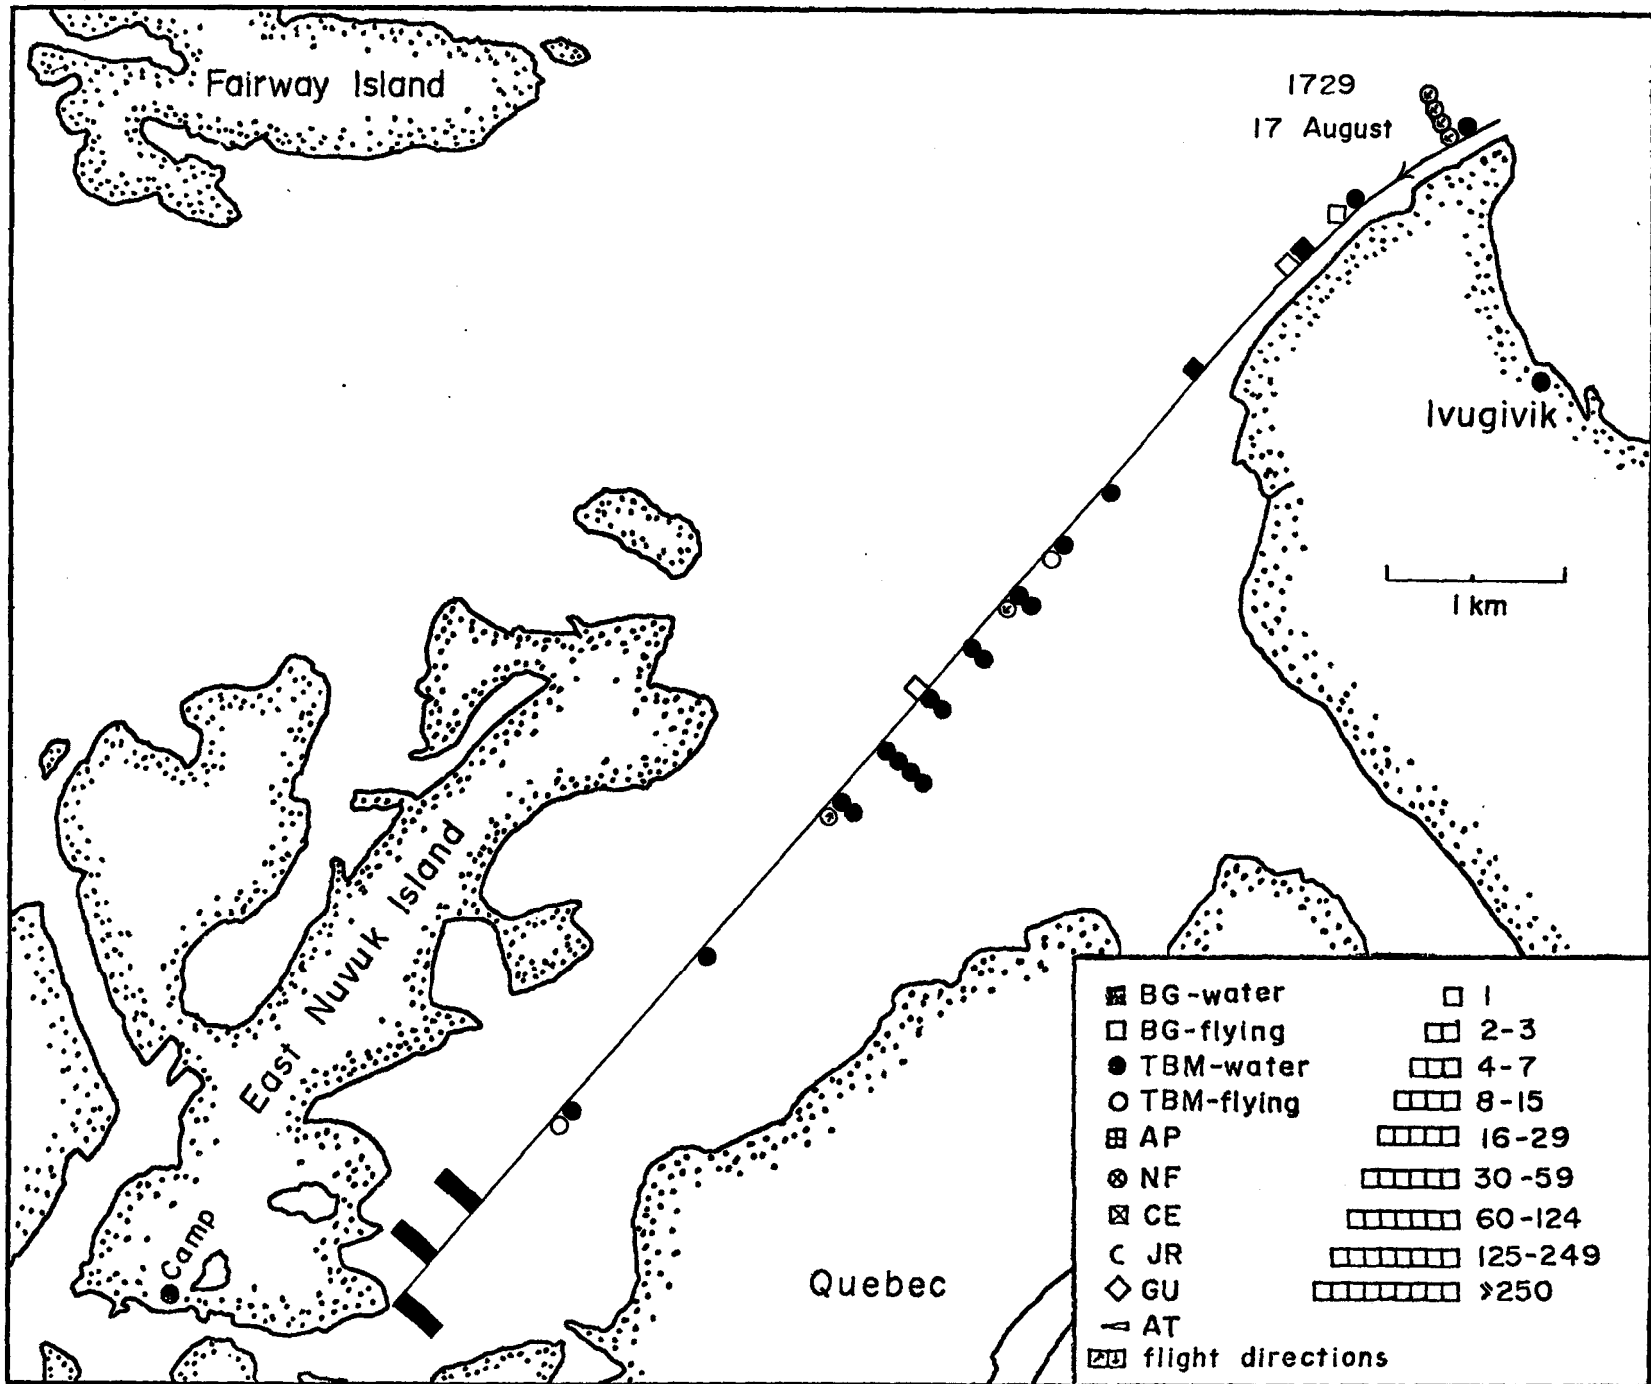 Fairway Island
1729
17 August
Ivugivik
1 km
East Nuvuk Island
Camp
Quebec
BG-water
BG-flying
TBM-water
TBM-flying
AP
NF
CE
JR
GU
AT
flight directions
1
2-3
4-7
8-15
16-29
30-59
60-124
125-249
≥250